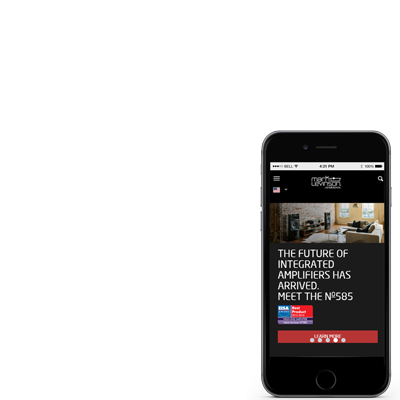 BELL
4:21 PM
100%
mark
levinson
THE FUTURE OF
INTEGRATED
AMPLIFIERS HAS
ARRIVED.
MEET THE Nº585
EISA
Best
Product
LEARN MORE